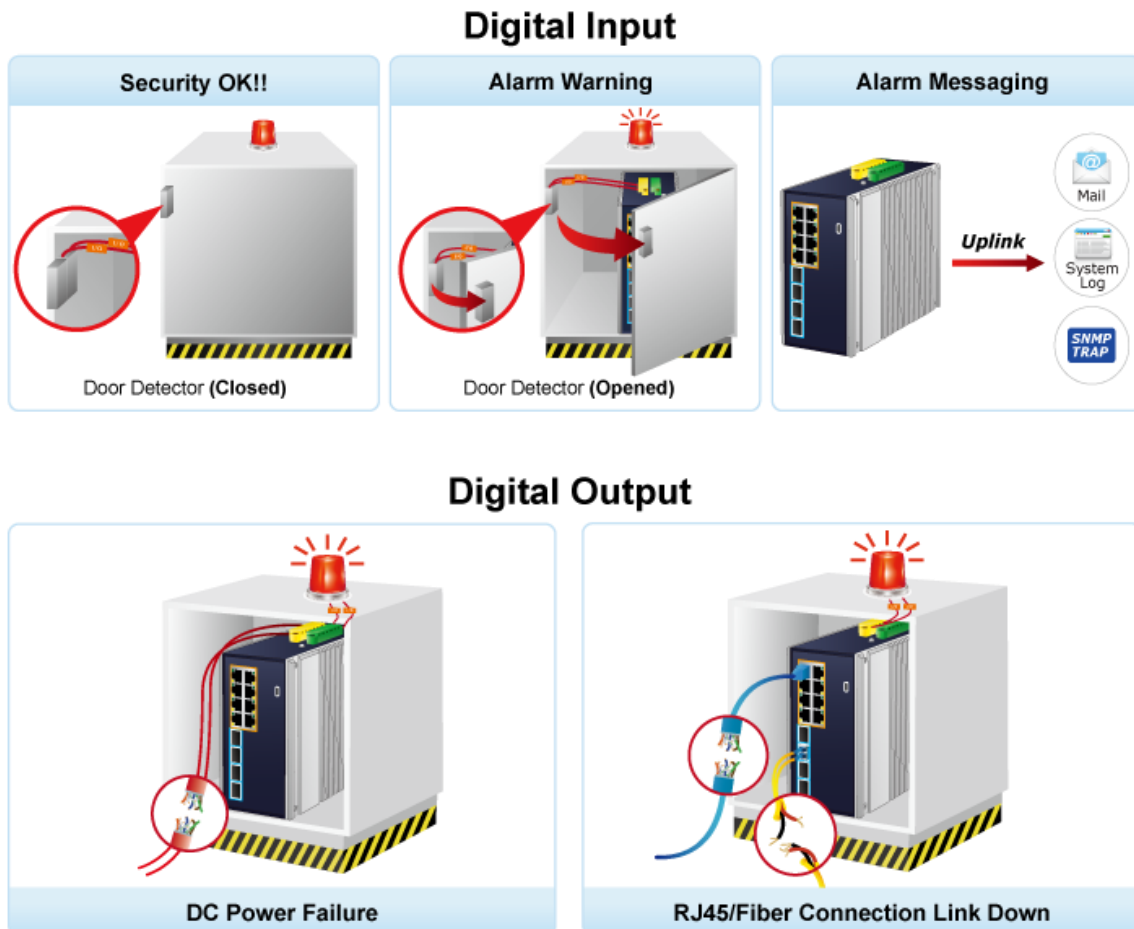 Digital Input
Security OK!!
Alarm Warning
Alarm Messaging
Door Detector (Closed)
Door Detector (Opened)
Uplink
Mail
System
Log
SNMP
TRAP
Digital Output
DC Power Failure
RJ45/Fiber Connection Link Down